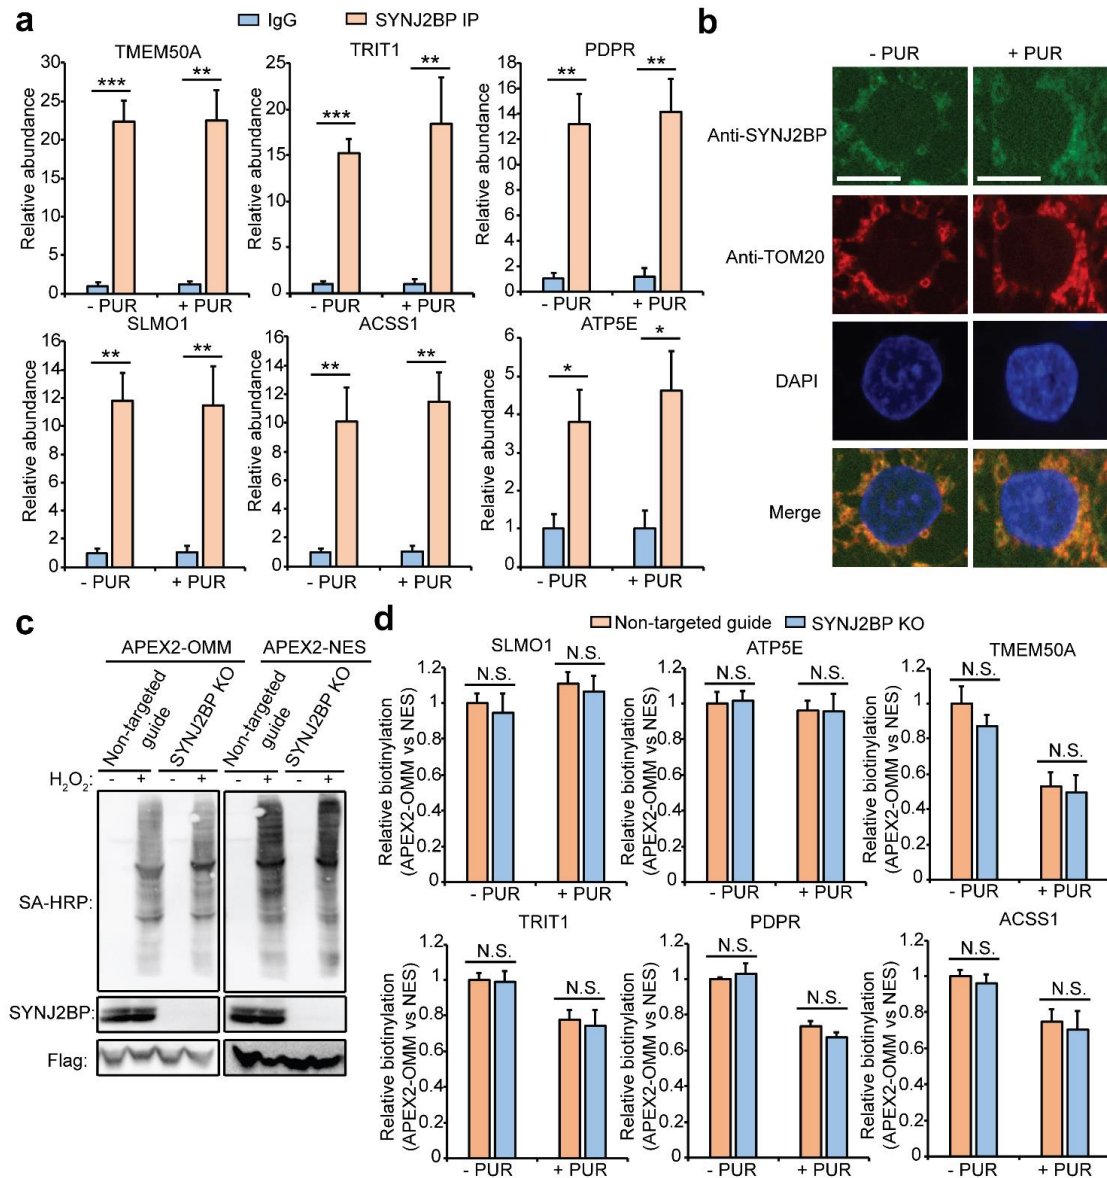 a
IgG
SYNJ2BP IP
TMEM50A
TRIT1
PDPR
Relative abundance
30
25
20
15
10
5
0
***
**
- PUR
+ PUR
Relative abundance
25
20
15
10
5
0
***
**
- PUR
+ PUR
Relative abundance
18
16
14
12
10
8
6
4
2
0
**
**
- PUR
+ PUR
SLMO1
ACSS1
ATP5E
Relative abundance
16
14
12
10
8
6
4
2
0
**
**
- PUR
+ PUR
Relative abundance
16
14
12
10
8
6
4
2
0
**
**
- PUR
+ PUR
Relative abundance
8
7
6
5
4
3
2
1
0
*
*
- PUR
+ PUR
b
- PUR
+ PUR
Anti-SYNJ2BP
Anti-TOM20
DAPI
Merge
c
APEX2-OMM
APEX2-NES
Non-targeted guide
SYNJ2BP KO
Non-targeted guide
SYNJ2BP KO
H2O2: - + - + - + - +
SA-HRP:
SYNJ2BP:
Flag:
d
Non-targeted guide
SYNJ2BP KO
SLMO1
ATP5E
TMEM50A
Relative biotinylation
(APEX2-OMM vs NES)
1.2
1
0.8
0.6
0.4
0.2
0
N.S.
N.S.
- PUR
+ PUR
Relative biotinylation
(APEX2-OMM vs NES)
1.2
1
0.8
0.6
0.4
0.2
0
N.S.
N.S.
- PUR
+ PUR
Relative biotinylation
(APEX2-OMM vs NES)
1.2
1
0.8
0.6
0.4
0.2
0
N.S.
N.S.
- PUR
+ PUR
TRIT1
PDPR
ACSS1
Relative biotinylation
(APEX2-OMM vs NES)
1.2
1
0.8
0.6
0.4
0.2
0
N.S.
N.S.
- PUR
+ PUR
Relative biotinylation
(APEX2-OMM vs NES)
1.2
1
0.8
0.6
0.4
0.2
0
N.S.
N.S.
- PUR
+ PUR
Relative biotinylation
(APEX2-OMM vs NES)
1.2
1
0.8
0.6
0.4
0.2
0
N.S.
N.S.
- PUR
+ PUR